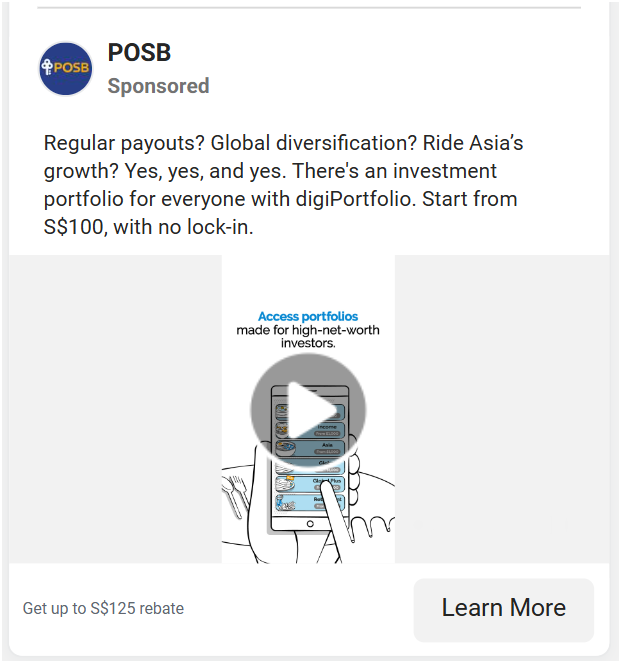 POSB
POSB
Sponsored
Regular payouts? Global diversification? Ride Asia’s
growth? Yes, yes, and yes. There's an investment
portfolio for everyone with digiPortfolio. Start from
S$100, with no lock-in.
Access portfolios
made for high-net-worth
investors.
Income
Asia
Plus
Get up to S$125 rebate
Learn More